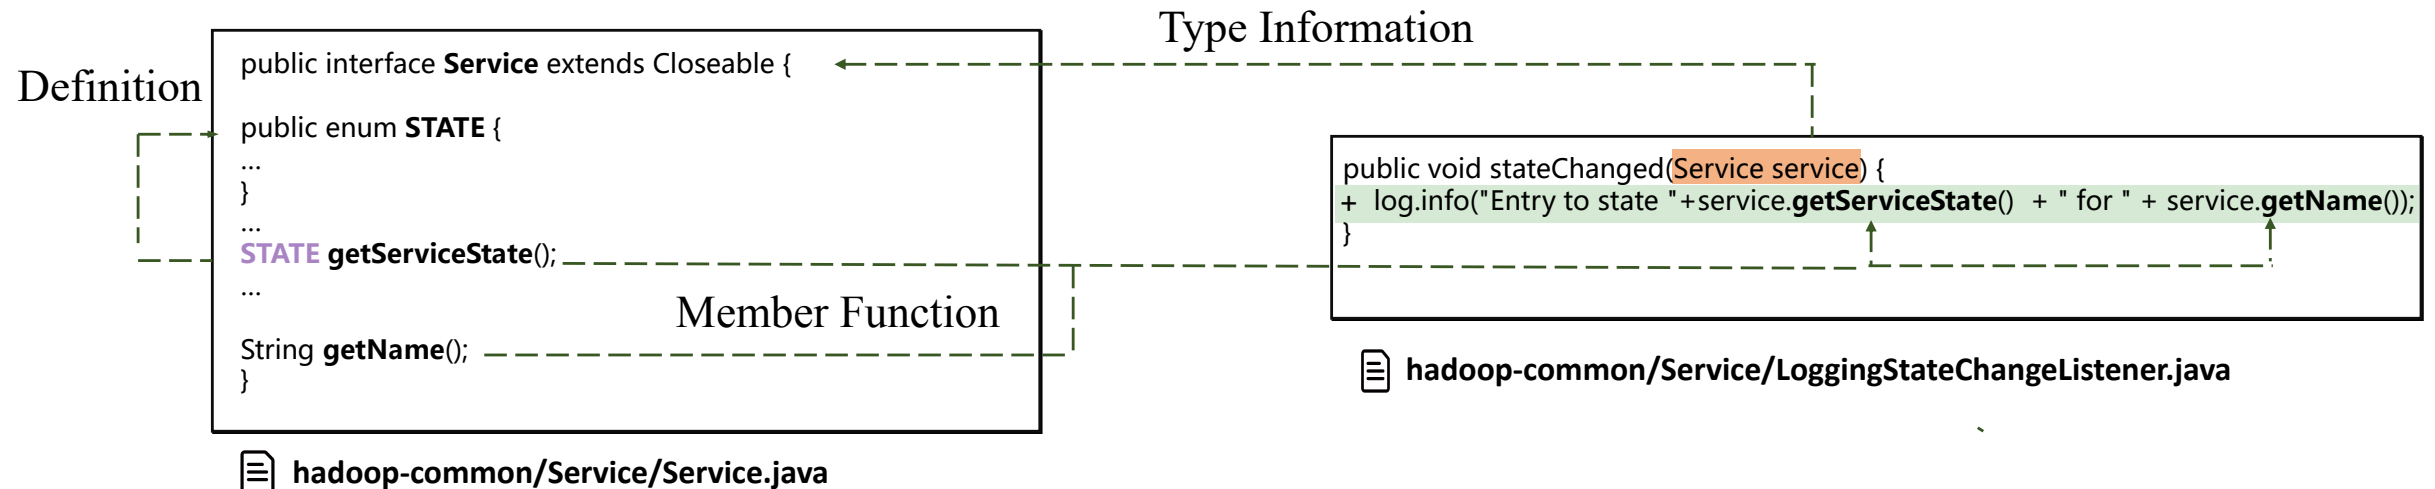 Type Information
Definition
public interface Service extends Closeable {
public enum STATE {
...
}
...
STATE getServiceState();
...
Member Function
String getName();
}
hadoop-common/Service/Service.java
public void stateChanged(Service service) {
+ log.info("Entry to state "+service.getServiceState() + " for " + service.getName());
}
hadoop-common/Service/LoggingStateChangeListener.java